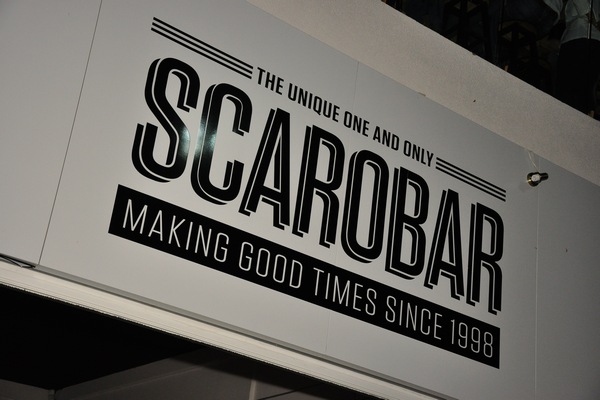 THE UNIQUE ONE AND ONLY
SCAROBAR
MAKING GOOD TIMES SINCE 1998